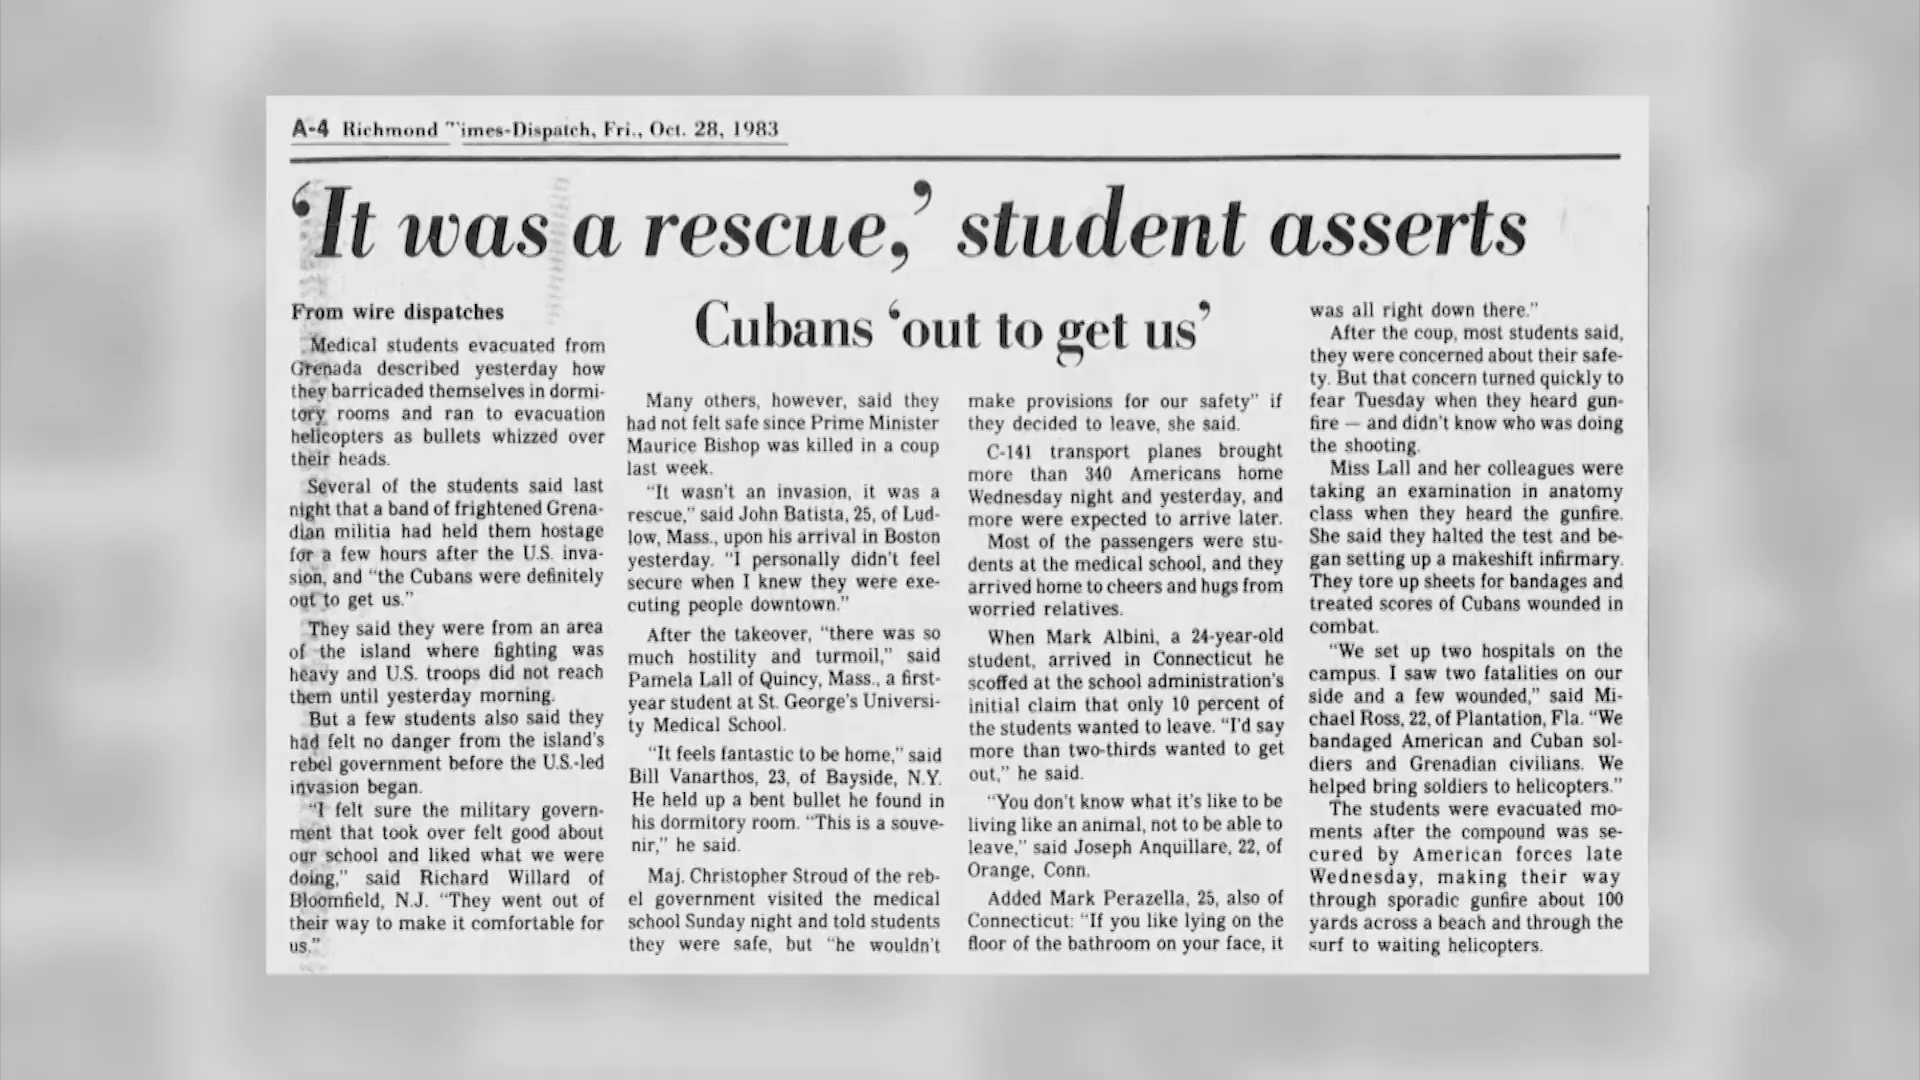 A-4 Richmond Times-Dispatch, Fri., Oct. 28, 1983
‘It was a rescue,’ student asserts
Cubans ‘out to get us’
From wire dispatches
Medical students evacuated from
Grenada described yesterday how
they barricaded themselves in dormi-
tory rooms and ran to evacuation
helicopters as bullets whizzed over
their heads.
Several of the students said last
night that a band of frightened Grena-
dian militia had held them hostage
for a few hours after the U.S. inva-
sion, and “the Cubans were definitely
out to get us.”
They said they were from an area
of the island where fighting was
heavy and U.S. troops did not reach
them until yesterday morning.
But a few students also said they
had felt no danger from the island's
rebel government before the U.S.-led
invasion began.
“I felt sure the military govern-
ment that took over felt good about
our school and liked what we were
doing,” said Richard Willard of
Bloomfield, N.J. “They went out of
their way to make it comfortable for
us.”
Many others, however, said they
had not felt safe since Prime Minister
Maurice Bishop was killed in a coup
last week.
“It wasn't an invasion, it was a
rescue,” said John Batista, 25, of Lud-
low, Mass., upon his arrival in Boston
yesterday. “I personally didn't feel
secure when I knew they were exe-
cuting people downtown.”
After the takeover, “there was so
much hostility and turmoil,” said
Pamela Lall of Quincy, Mass., a first-
year student at St. George's Universi-
ty Medical School.
“It feels fantastic to be home,” said
Bill Vanarthos, 23, of Bayside, N.Y.
He held up a bent bullet he found in
his dormitory room. “This is a souve-
nir,” he said.
Maj. Christopher Stroud of the reb-
el government visited the medical
school Sunday night and told students
they were safe, but “he wouldn't
make provisions for our safety” if
they decided to leave, she said.
C-141 transport planes brought
more than 340 Americans home
Wednesday night and yesterday, and
more were expected to arrive later.
Most of the passengers were stu-
dents at the medical school, and they
arrived home to cheers and hugs from
worried relatives.
When Mark Albini, a 24-year-old
student, arrived in Connecticut he
scoffed at the school administration's
initial claim that only 10 percent of
the students wanted to leave. “I'd say
more than two-thirds wanted to get
out,” he said.
“You don't know what it's like to be
living like an animal, not to be able to
leave,” said Joseph Anquillare, 22, of
Orange, Conn.
Added Mark Perazella, 25, also of
Connecticut: “If you like lying on the
floor of the bathroom on your face, it
was all right down there.”
After the coup, most students said,
they were concerned about their safe-
ty. But that concern turned quickly to
fear Tuesday when they heard gun-
fire — and didn't know who was doing
the shooting.
Miss Lall and her colleagues were
taking an examination in anatomy
class when they heard the gunfire.
She said they halted the test and be-
gan setting up a makeshift infirmary.
They tore up sheets for bandages and
treated scores of Cubans wounded in
combat.
“We set up two hospitals on the
campus. I saw two fatalities on our
side and a few wounded,” said Mi-
chael Ross, 22, of Plantation, Fla. “We
bandaged American and Cuban sol-
diers and Grenadian civilians. We
helped bring soldiers to helicopters.”
The students were evacuated mo-
ments after the compound was se-
cured by American forces late
Wednesday, making their way
through sporadic gunfire about 100
yards across a beach and through the
surf to waiting helicopters.